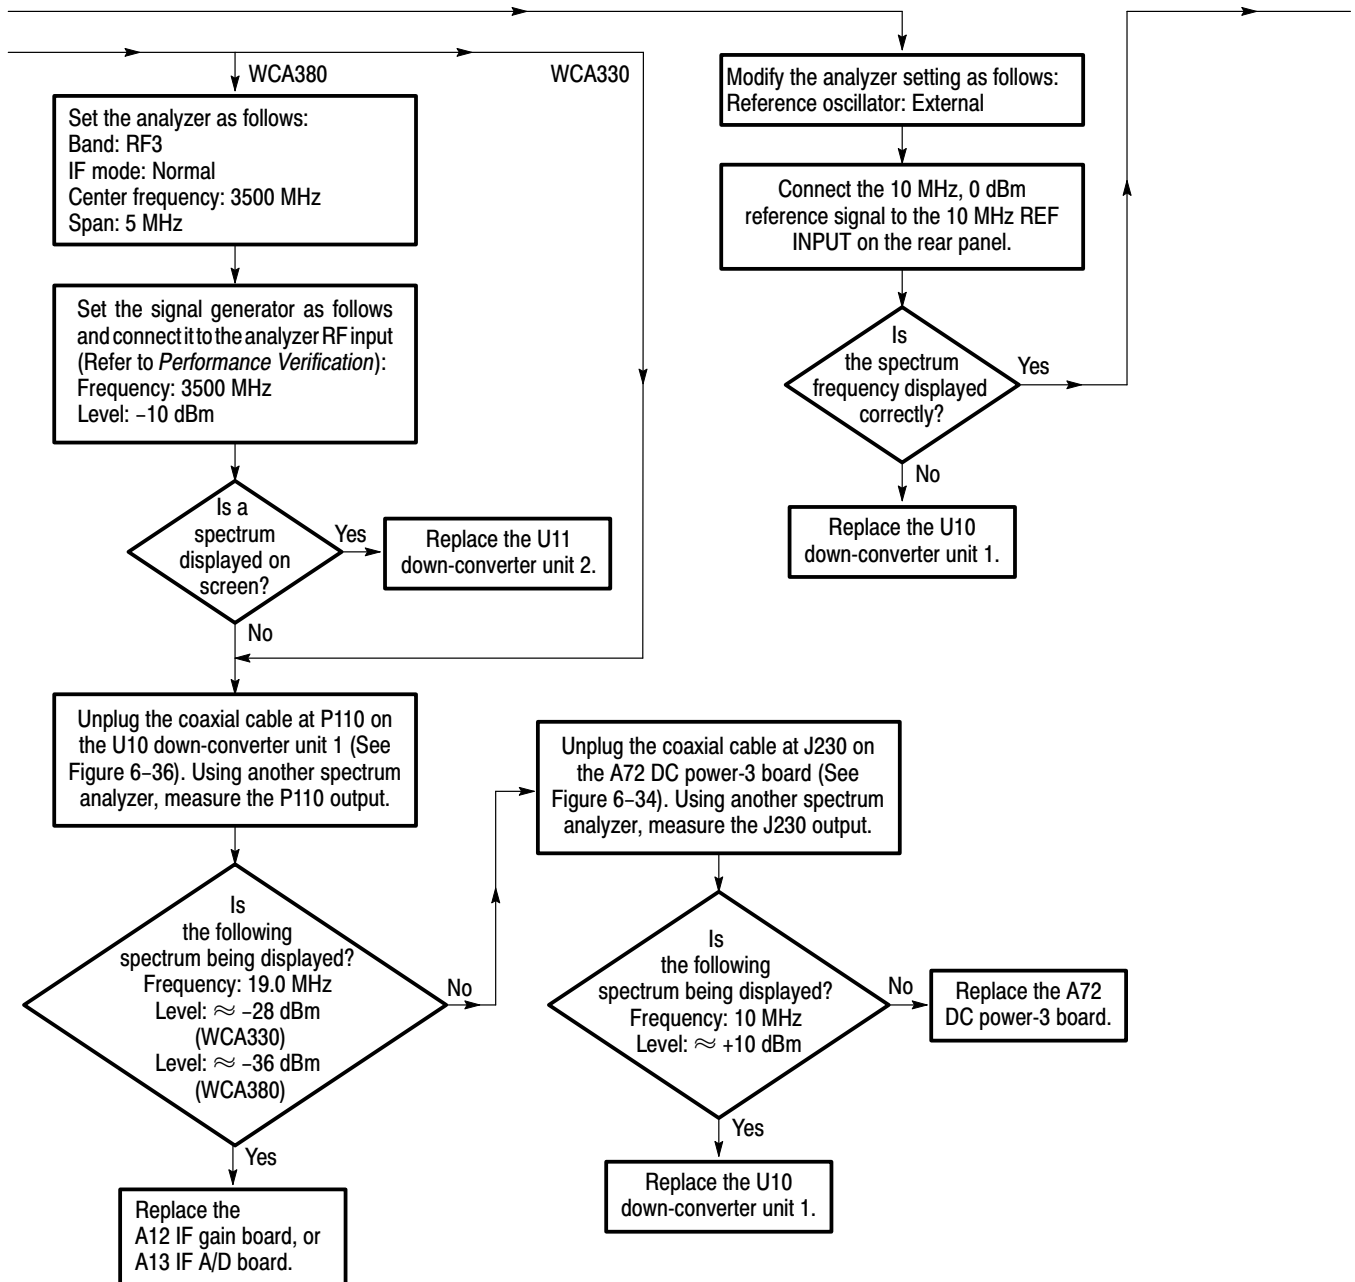 WCA380
WCA330
Set the analyzer as follows:
Band: RF3
IF mode: Normal
Center frequency: 3500 MHz
Span: 5 MHz
Set the signal generator as follows
and connect it to the analyzer RF input
(Refer to Performance Verification):
Frequency: 3500 MHz
Level: –10 dBm
Is a
spectrum
displayed on
screen?
Yes
Replace the U11
down-converter unit 2.
No
Modify the analyzer setting as follows:
Reference oscillator: External
Connect the 10 MHz, 0 dBm
reference signal to the 10 MHz REF
INPUT on the rear panel.
Is
the spectrum
frequency displayed
correctly?
Yes
No
Replace the U10
down-converter unit 1.
Unplug the coaxial cable at P110 on
the U10 down-converter unit 1 (See
Figure 6–36). Using another spectrum
analyzer, measure the P110 output.
Is
the following
spectrum being displayed?
Frequency: 19.0 MHz
Level: ≈ –28 dBm
(WCA330)
Level: ≈ –36 dBm
(WCA380)
No
Yes
Replace the
A12 IF gain board, or
A13 IF A/D board.
Unplug the coaxial cable at J230 on
the A72 DC power-3 board (See
Figure 6–34). Using another spectrum
analyzer, measure the J230 output.
Is
the following
spectrum being displayed?
Frequency: 10 MHz
Level: ≈ +10 dBm
No
Replace the A72
DC power-3 board.
Yes
Replace the U10
down-converter unit 1.